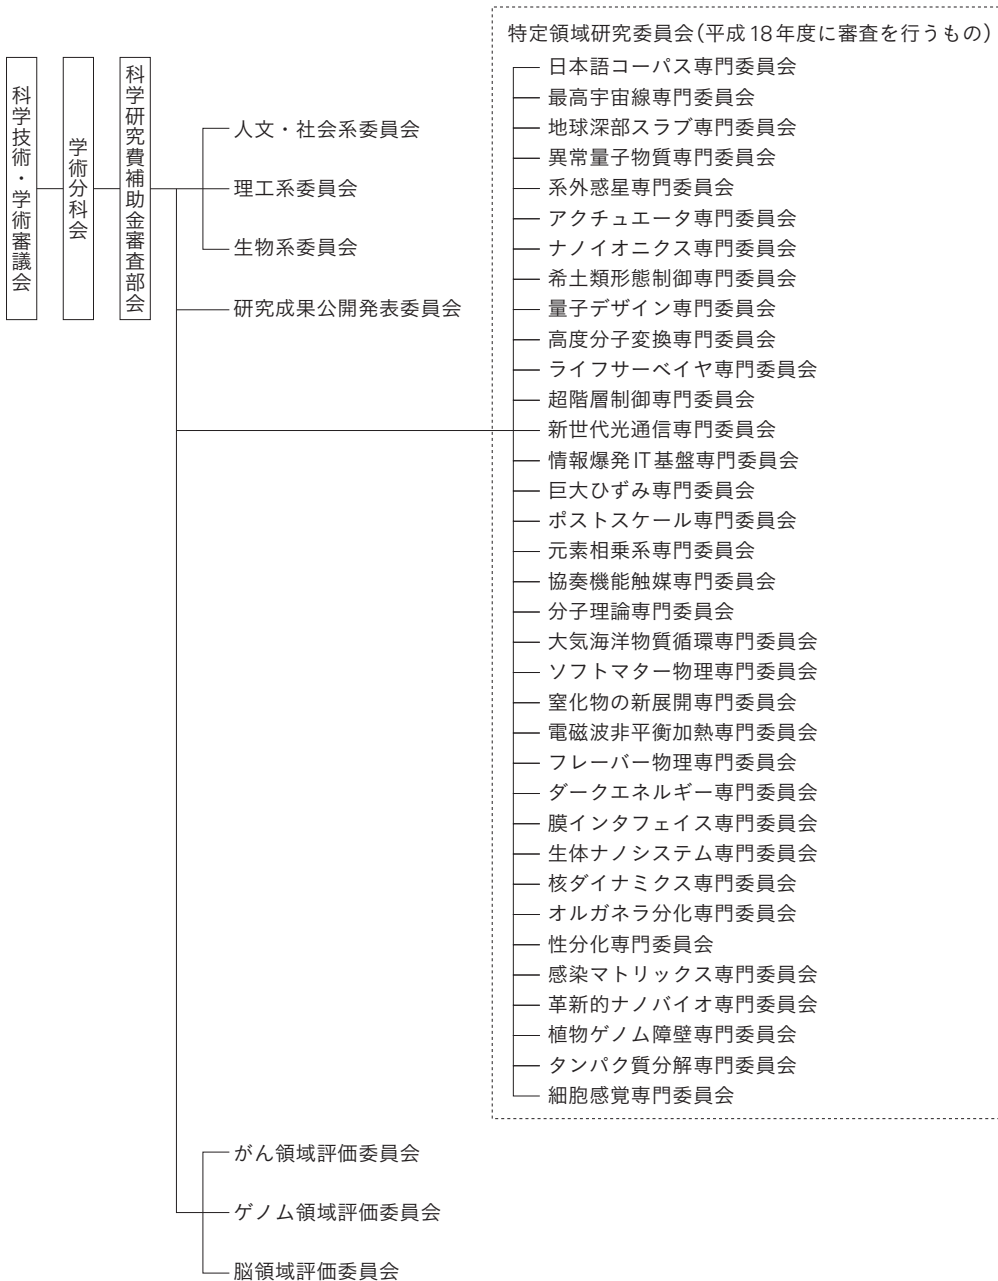 科学技術・学術審議会
学術分科会
科学研究費補助金審査部会
人文・社会系委員会
理工系委員会
生物系委員会
研究成果公開発表委員会
特定領域研究委員会(平成18年度に審査を行うもの)
日本語コーパス専門委員会
最高宇宙線専門委員会
地球深部スラブ専門委員会
異常量子物質専門委員会
系外惑星専門委員会
アクチュエータ専門委員会
ナノイオニクス専門委員会
希土類形態制御専門委員会
量子デザイン専門委員会
高度分子変換専門委員会
ライフサーベイヤ専門委員会
超階層制御専門委員会
新世代光通信専門委員会
情報爆発IT基盤専門委員会
巨大ひずみ専門委員会
ポストスケール専門委員会
元素相乗系専門委員会
協奏機能触媒専門委員会
分子理論専門委員会
大気海洋物質循環専門委員会
ソフトマター物理専門委員会
窒化物の新展開専門委員会
電磁波非平衡加熱専門委員会
フレーバー物理専門委員会
ダークエネルギー専門委員会
膜インタフェイス専門委員会
生体ナノシステム専門委員会
核ダイナミクス専門委員会
オルガネラ分化専門委員会
性分化専門委員会
感染マトリックス専門委員会
革新的ナノバイオ専門委員会
植物ゲノム障壁専門委員会
タンパク質分解専門委員会
細胞感覚専門委員会
がん領域評価委員会
ゲノム領域評価委員会
脳領域評価委員会